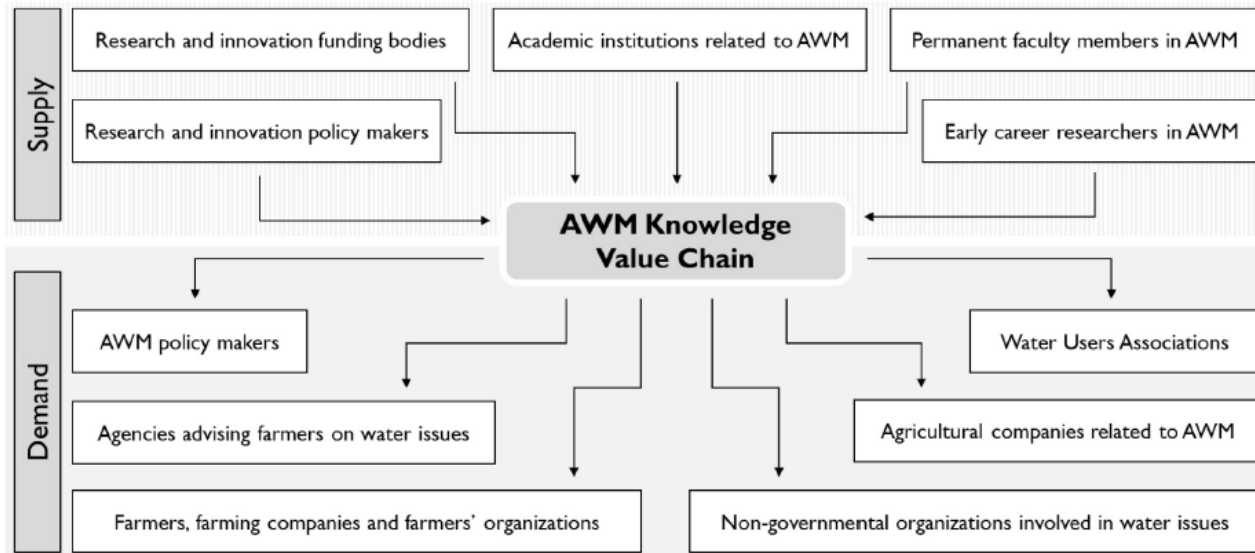 Supply
Research and innovation funding bodies
Academic institutions related to AWM
Permanent faculty members in AWM
Research and innovation policy makers
Early career researchers in AWM
AWM Knowledge
Value Chain
Demand
AWM policy makers
Water Users Associations
Agencies advising farmers on water issues
Agricultural companies related to AWM
Farmers, farming companies and farmers’ organizations
Non-governmental organizations involved in water issues